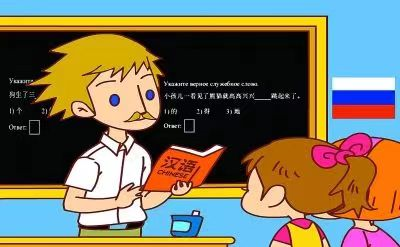 Укажите
狗生了三
1) 个 2)
Ответ:
Укажите верное служебное слово.
小孩儿一看见了熊猫就高高兴兴____跳起来了。
1) 的 2) 得 3) 地
Ответ:
汉语
CHINESE